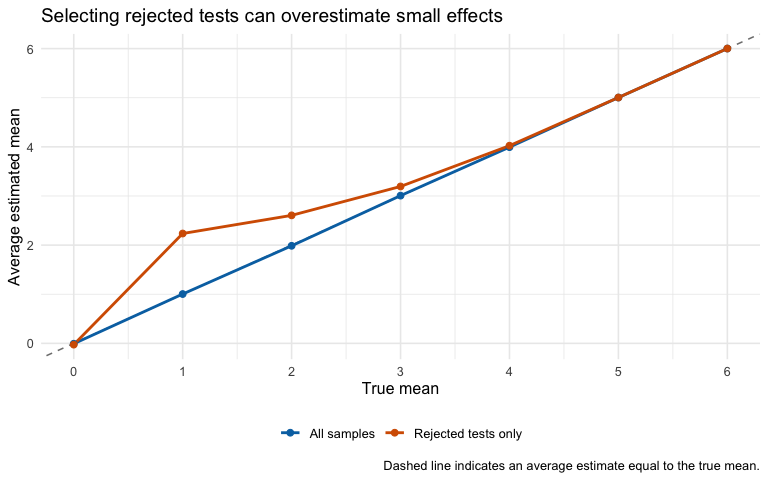 Selecting rejected tests can overestimate small effects
Average estimated mean
6
4
2
0
0 1 2 3 4 5 6
True mean
All samples Rejected tests only
Dashed line indicates an average estimate equal to the true mean.